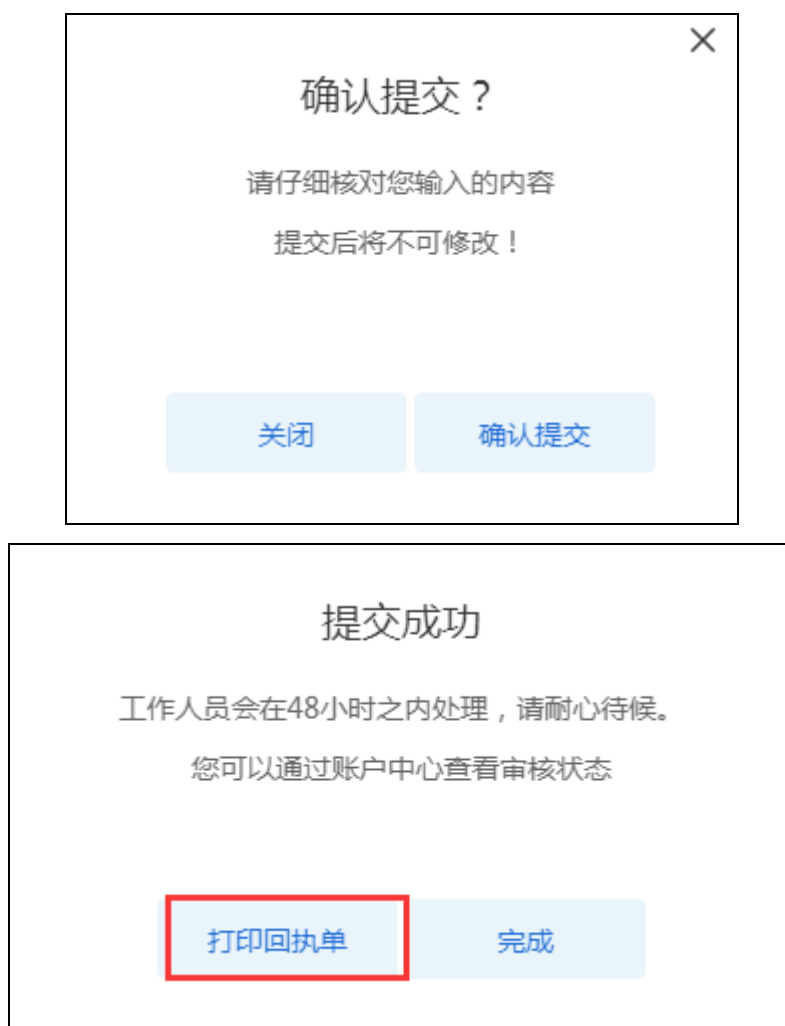 确认提交？
请仔细核对您输入的内容
提交后将不可修改！
关闭
确认提交
提交成功
工作人员会在48小时之内处理，请耐心待候。
您可以通过账户中心查看审核状态
打印回执单
完成